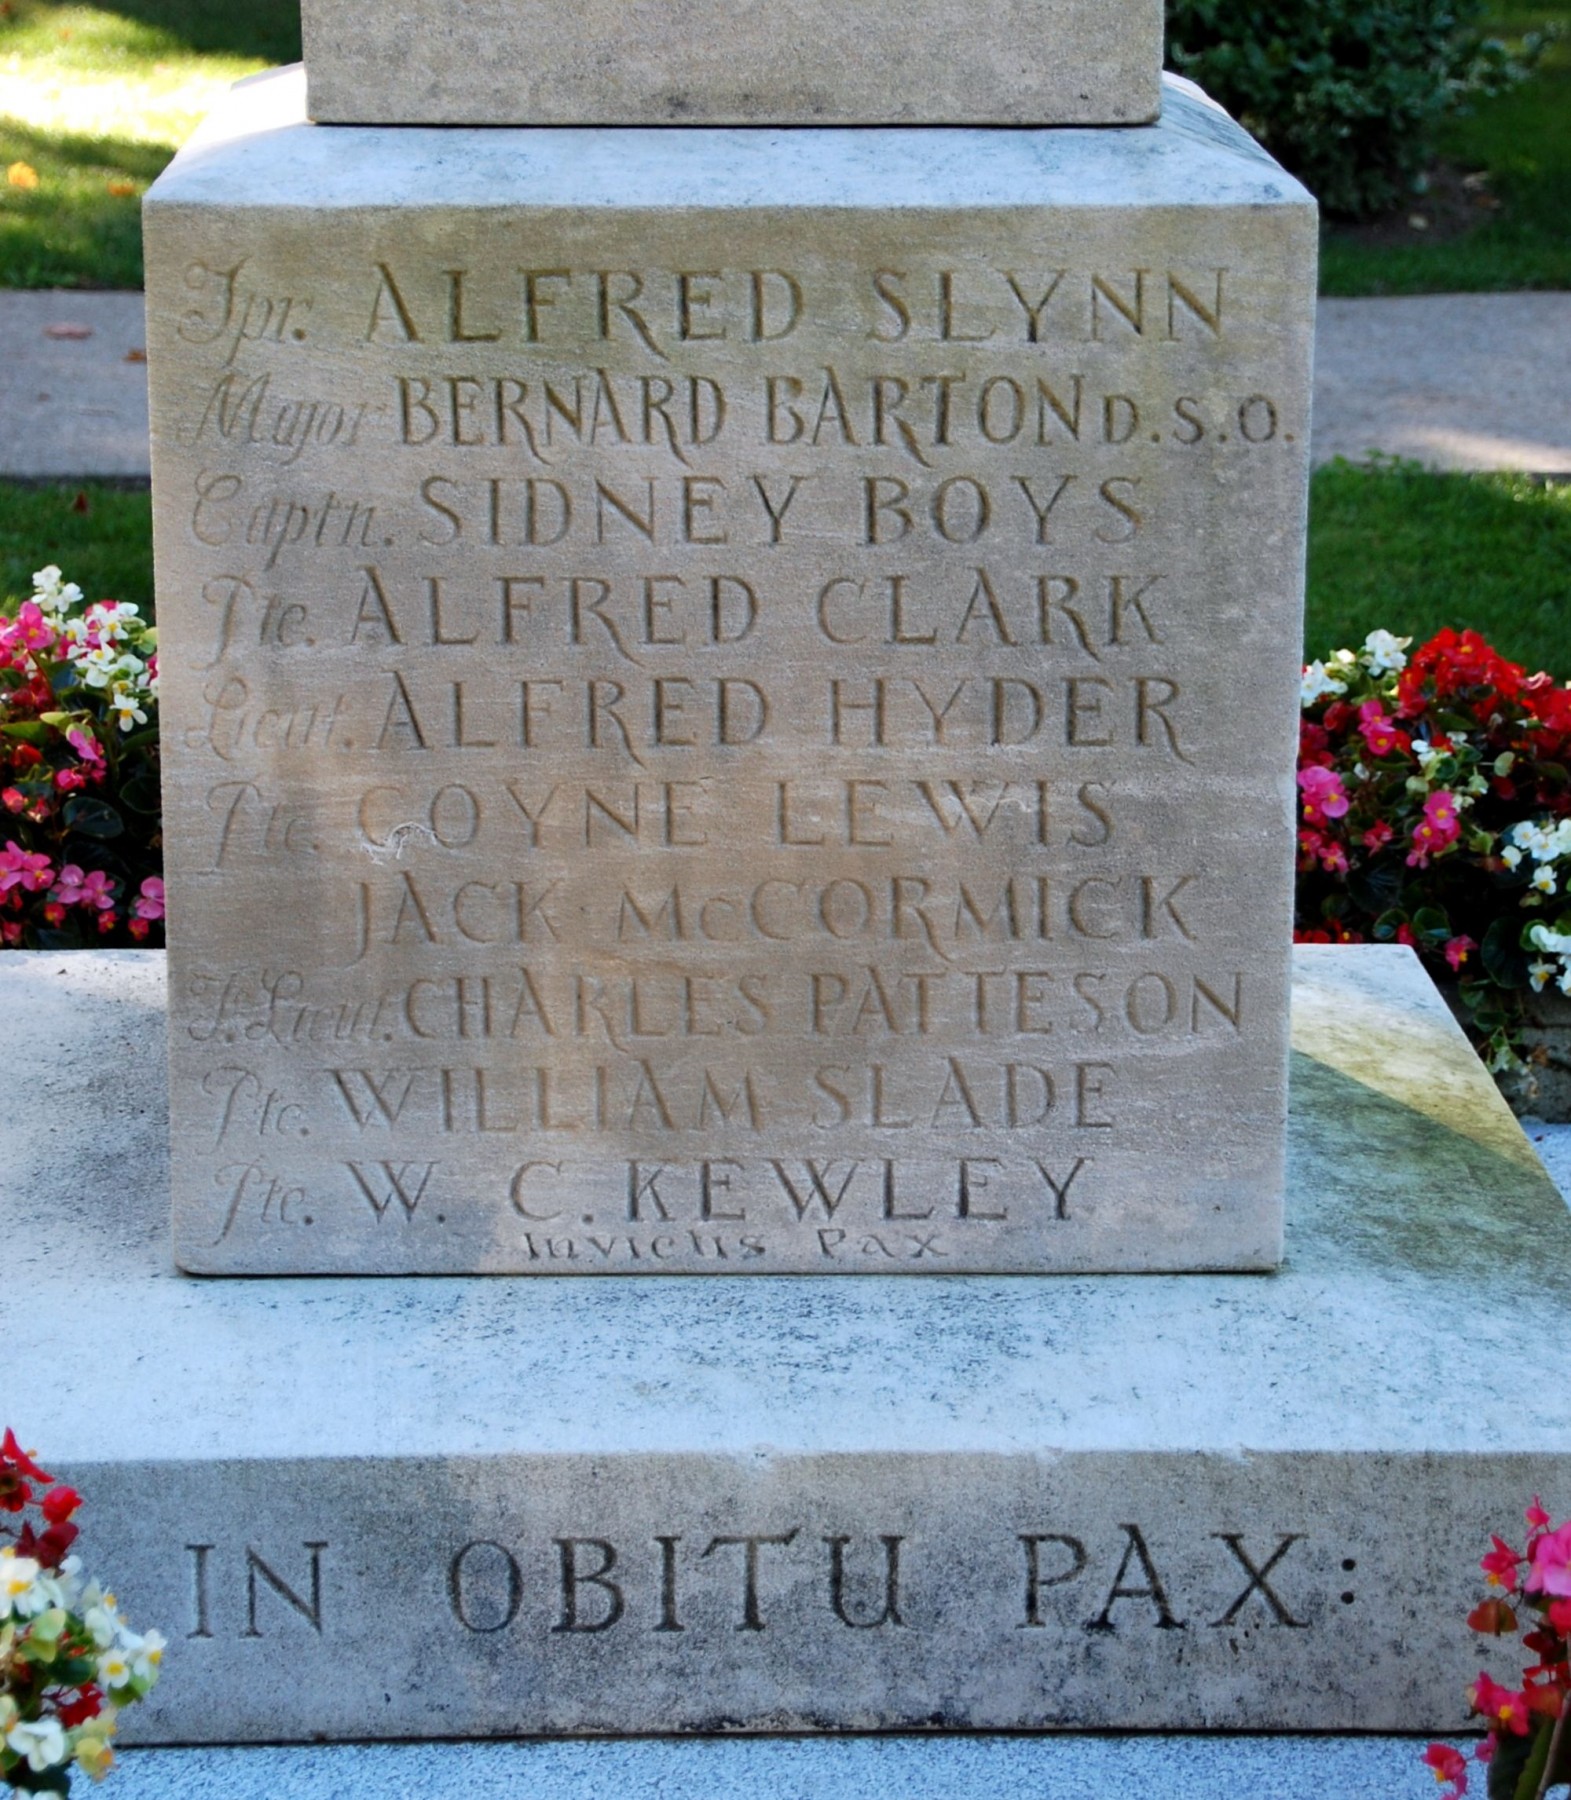 Tpr. ALFRED SLYNN
Major BERNARD BARTON D.S.O.
Captn. SIDNEY BOYS
Pte. ALFRED CLARK
Lieut. ALFRED HYDER
Pte. COYNE LEWIS
JACK McCORMICK
F. Lieut. CHARLES PATTESON
Pte. WILLIAM SLADE
Pte. W. C. KEWLEY
Invictis Pax
IN OBITU PAX: